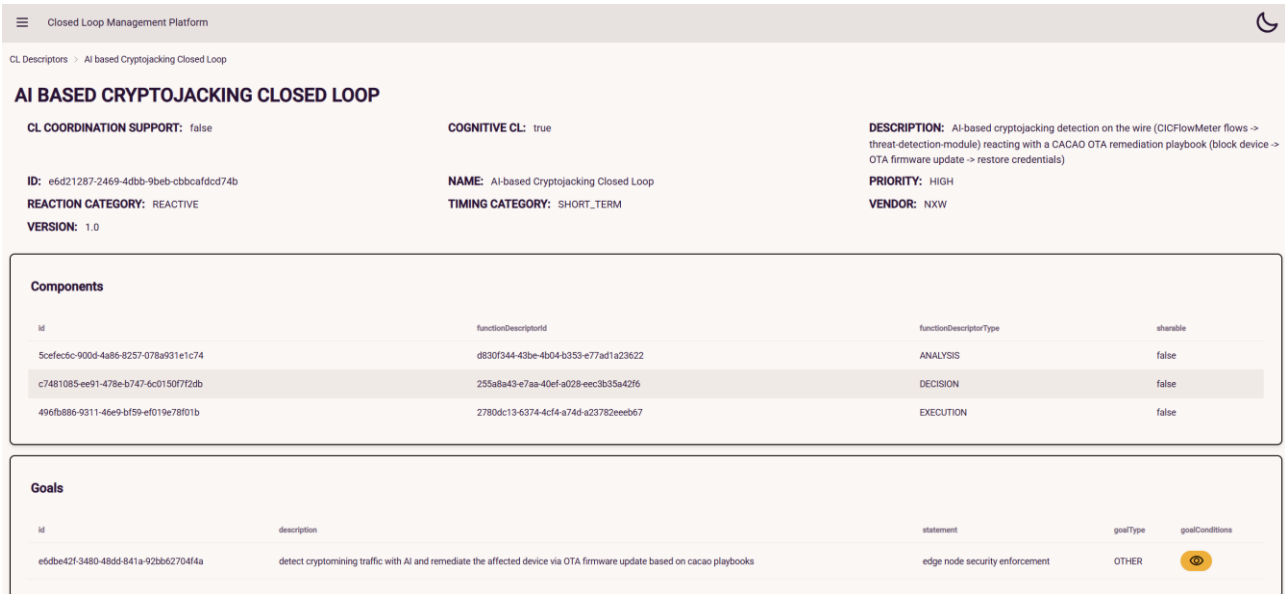 Closed Loop Management Platform
CL Descriptors > AI based Cryptojacking Closed Loop
AI BASED CRYPTOJACKING CLOSED LOOP
CL COORDINATION SUPPORT: false
COGNITIVE CL: true
DESCRIPTION: AI-based cryptojacking detection on the wire (CICFlowMeter flows ->
threat-detection-module) reacting with a CACAO OTA remediation playbook (block device ->
OTA firmware update -> restore credentials)
ID: e6d21287-2469-4dbb-9beb-cbbcafdcd74b
NAME: AI-based Cryptojacking Closed Loop
PRIORITY: HIGH
REACTION CATEGORY: REACTIVE
TIMING CATEGORY: SHORT_TERM
VENDOR: NXW
VERSION: 1.0
Components
id functionDescriptorId functionDescriptorType sharable
5cefec6c-900d-4a86-8257-078a931e1c74 d830f344-43be-4b04-b353-e77ad1a23622 ANALYSIS false
c7481085-ee91-478e-b747-6c0150f7f2db 255a8a43-e7aa-40ef-a028-eec3b35a42f6 DECISION false
496fb886-9311-46e9-bf59-ef019e78f01b 2780dc13-6374-4cf4-a74d-a23782eeeb67 EXECUTION false
Goals
id description statement goalType goalConditions
e6dbe42f-3480-48dd-841a-92bb62704f4a detect cryptomining traffic with AI and remediate the affected device via OTA firmware update based on cacao playbooks edge node security enforcement OTHER